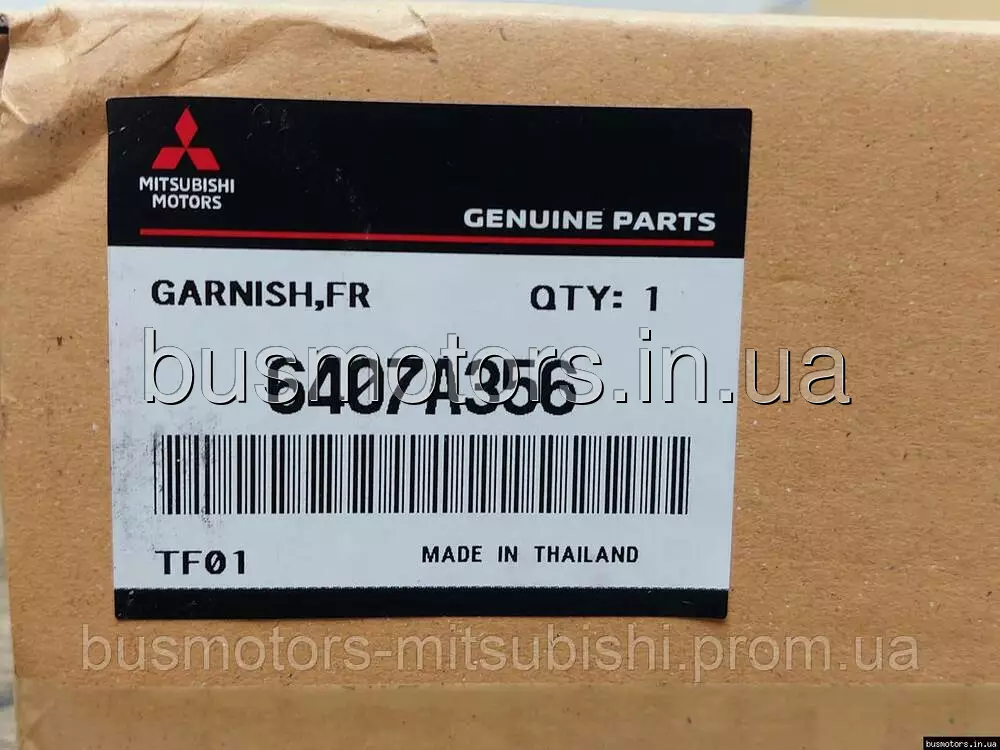 MITSUBISHI
MOTORS
GENUINE PARTS
GARNISH,FR QTY: 1
busmotors.in.ua
6407A356
TF01 MADE IN THAILAND
busmotors-mitsubishi.prom.ua
busmotors.in.ua